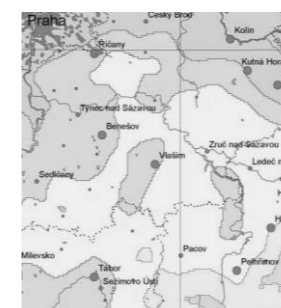 Praha
Český Brod
Kolín
Říčany
Kutná Hor
Týnec nad Sázavou
Benešov
Zruč nad Sázavou
Vlašim
Ledeč n
Sedlčany
H
H
Pacov
Milevsko
Pelhřimov
Tábor
Sezimovo Ústí